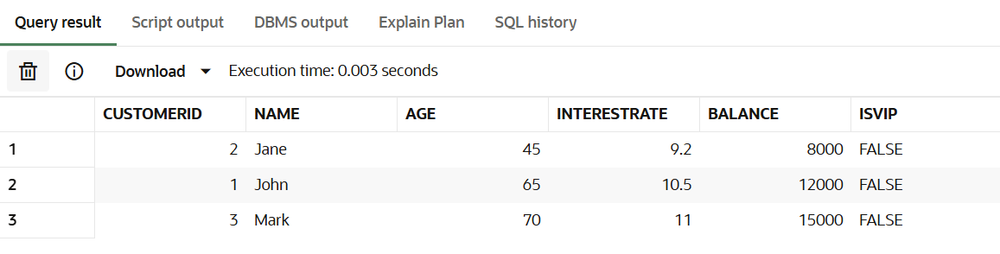 Query result Script output DBMS output Explain Plan SQL history
Download Execution time: 0.003 seconds
CUSTOMERID NAME AGE INTERESTRATE BALANCE ISVIP
1 2 Jane 45 9.2 8000 FALSE
2 1 John 65 10.5 12000 FALSE
3 3 Mark 70 11 15000 FALSE